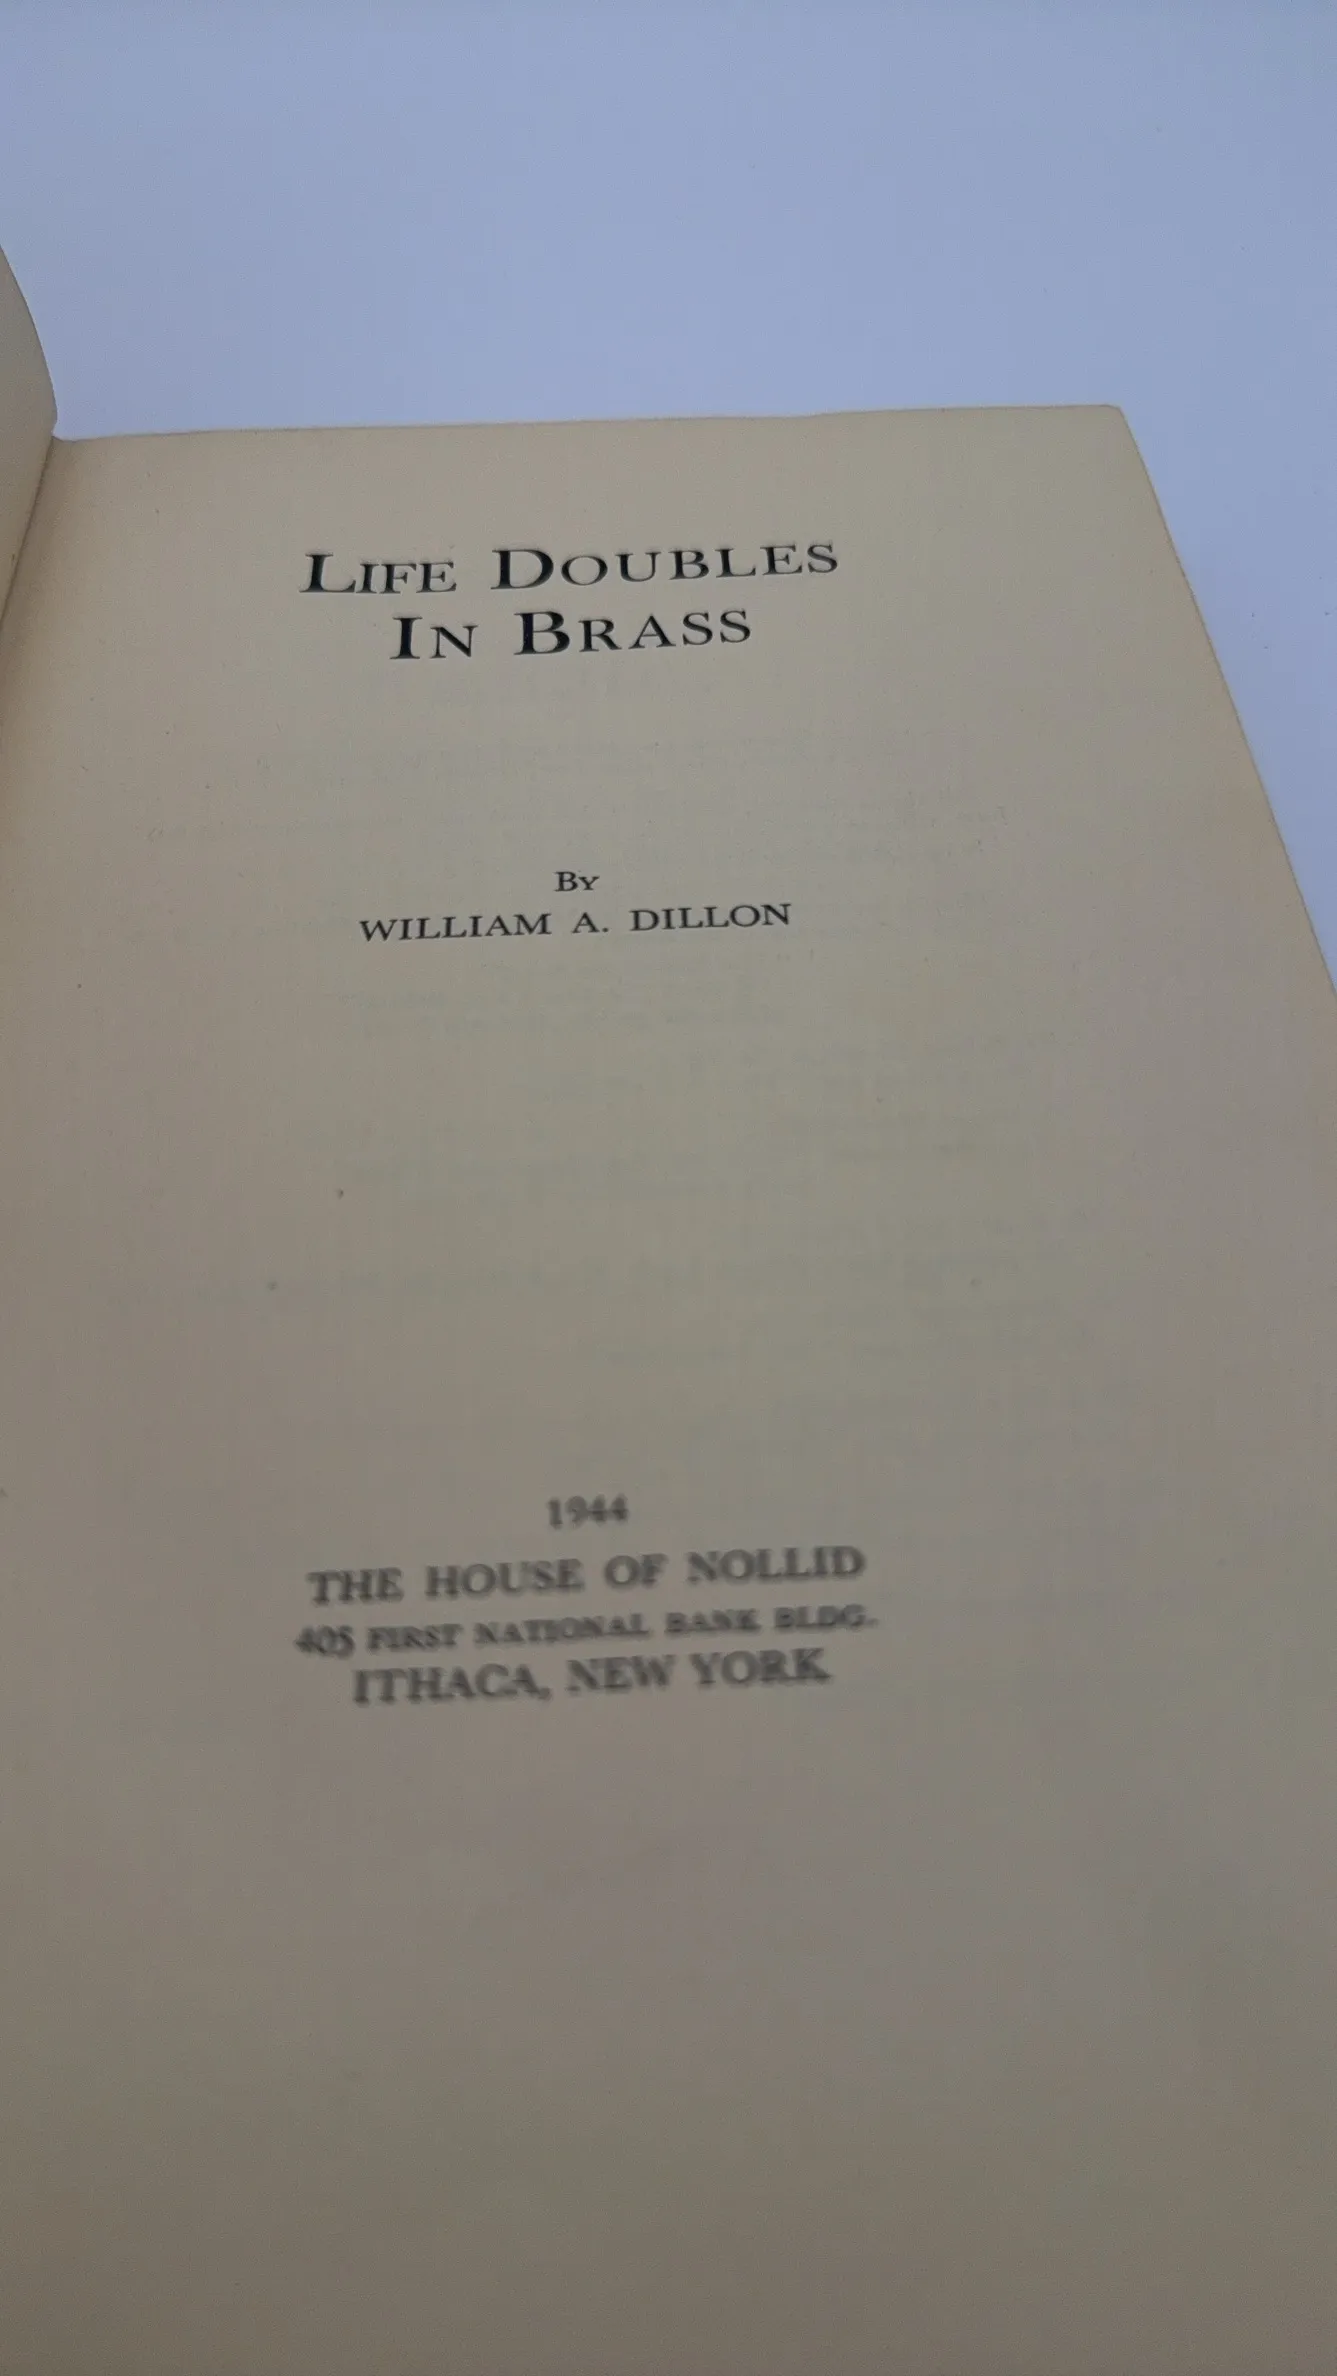 LIFE DOUBLES
IN BRASS
BY
WILLIAM A. DILLON
1944
THE HOUSE OF NOLLID
405 FIRST NATIONAL BANK BLDG.
ITHACA, NEW YORK